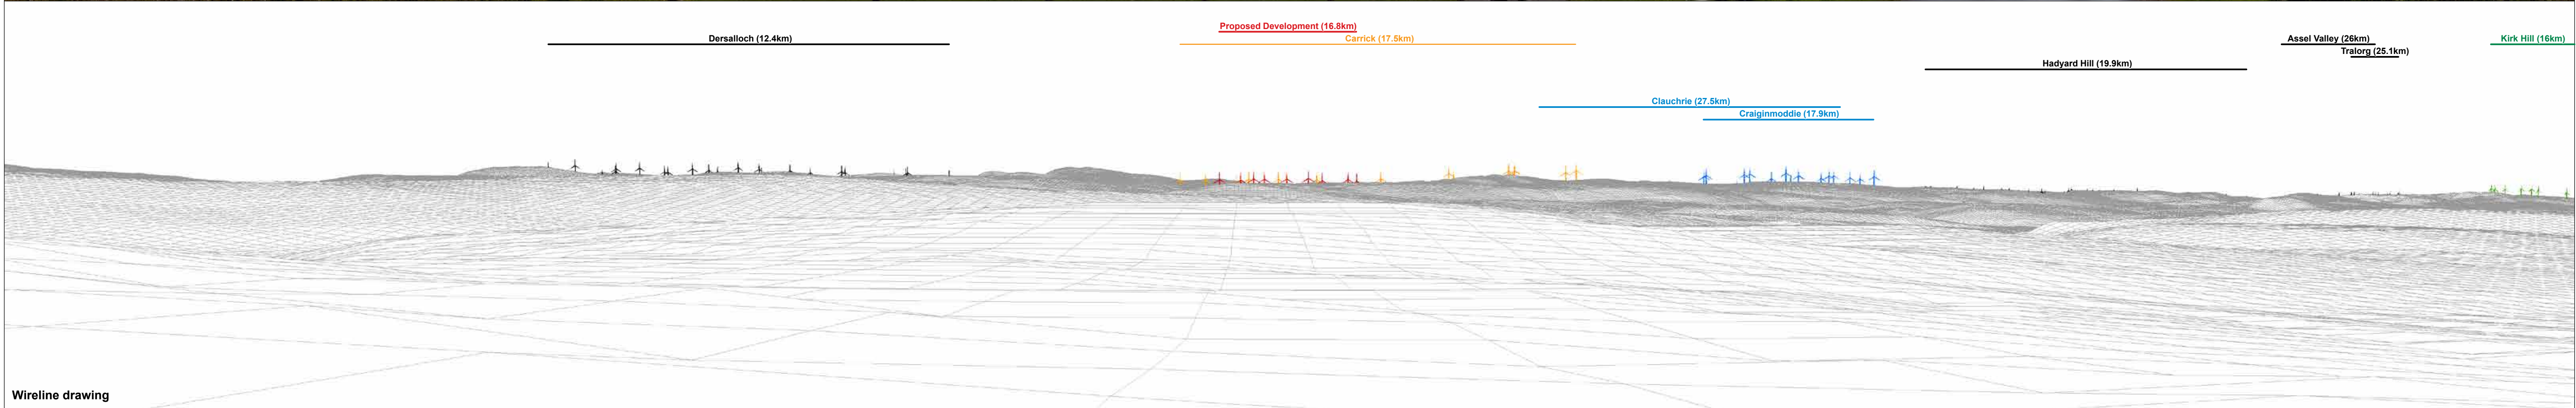 Proposed Development (16.8km)
Dersalloch (12.4km)
Carrick (17.5km)
Assel Valley (26km)
Kirk Hill (16km)
Tralorg (25.1km)
Hadyard Hill (19.9km)
Clauchrie (27.5km)
Craiginmoddie (17.9km)
Wireline drawing